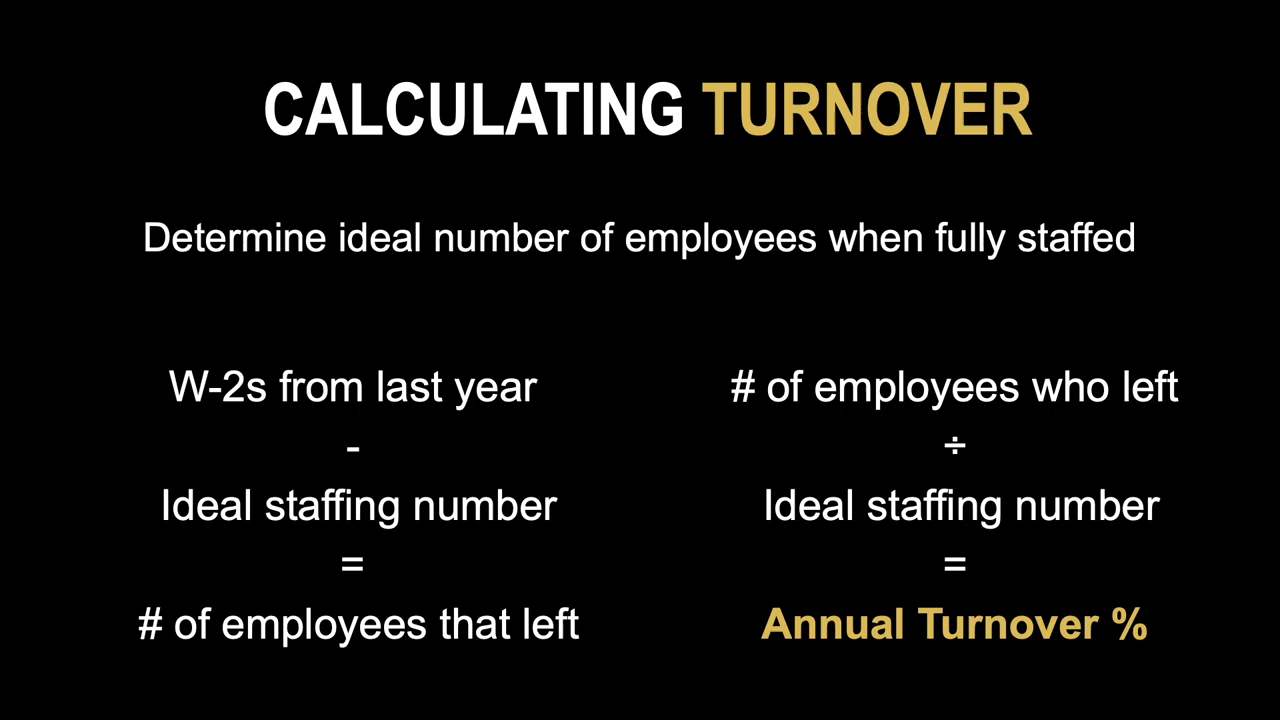 CALCULATING TURNOVER
Determine ideal number of employees when fully staffed
W-2s from last year
-
Ideal staffing number
=
# of employees that left
# of employees who left
÷
Ideal staffing number
=
Annual Turnover %